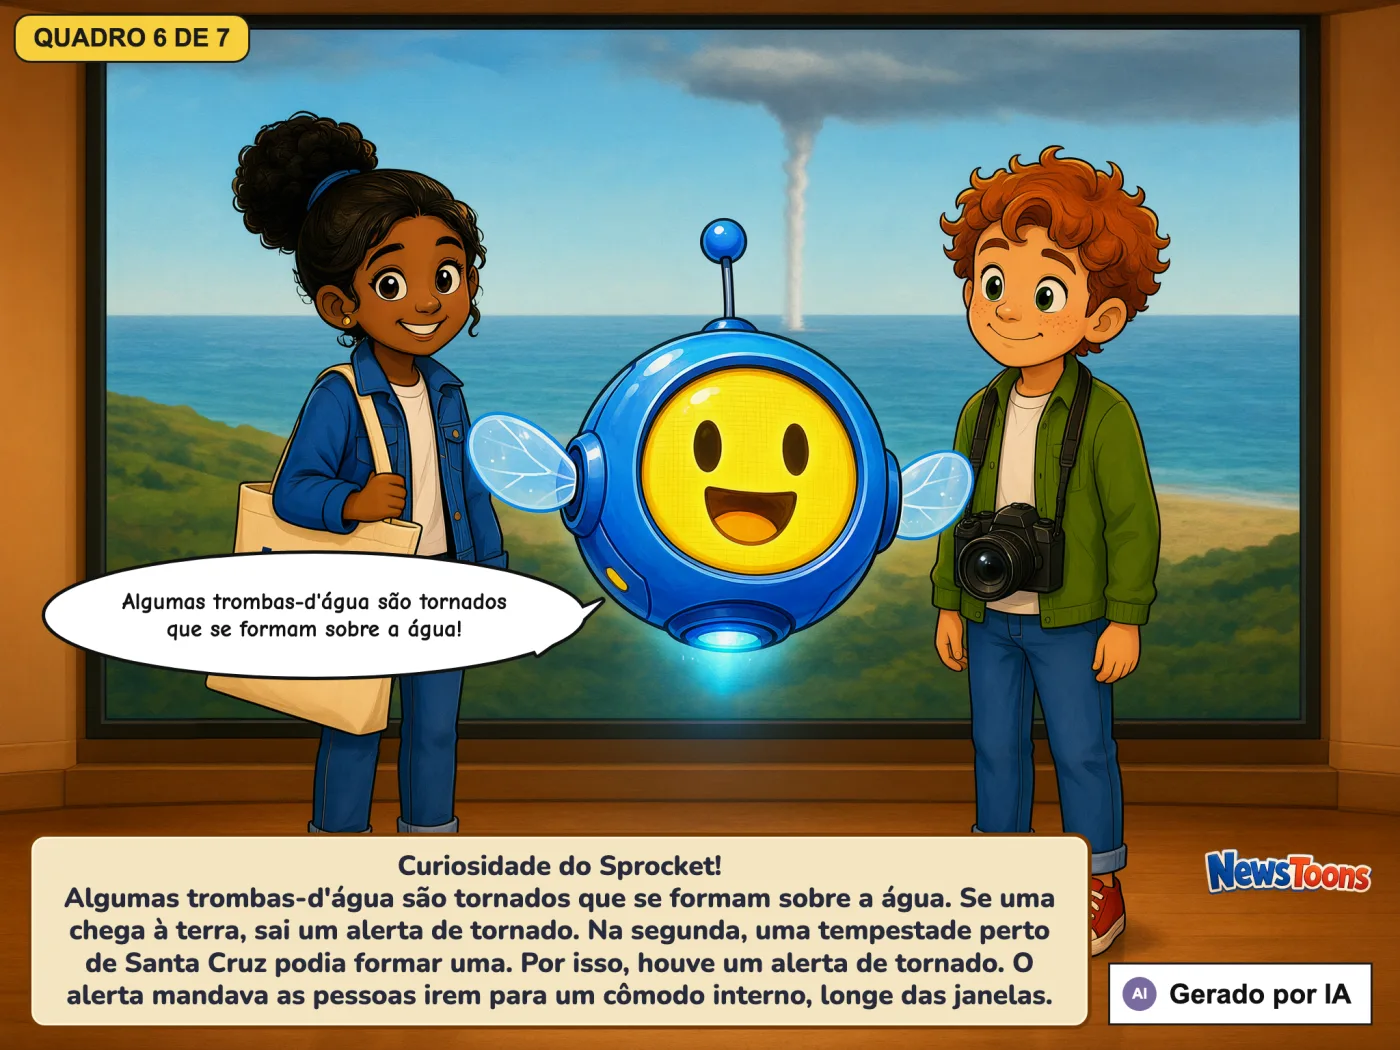 QUADRO 6 DE 7
Algumas trombas-d'água são tornados
que se formam sobre a água!
Curiosidade do Sprocket!
Algumas trombas-d'água são tornados que se formam sobre a água. Se uma
chega à terra, sai um alerta de tornado. Na segunda, uma tempestade perto
de Santa Cruz podia formar uma. Por isso, houve um alerta de tornado. O
alerta mandava as pessoas irem para um cômodo interno, longe das janelas.
NewsToons
AI Gerado por IA